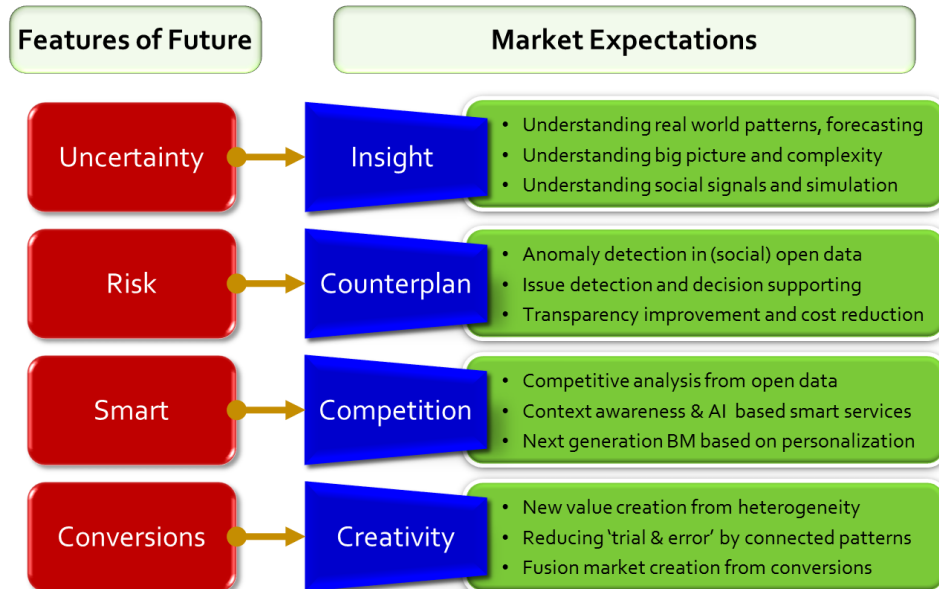 Features of Future
Market Expectations
Uncertainty
Insight
• Understanding real world patterns, forecasting
• Understanding big picture and complexity
• Understanding social signals and simulation
Risk
Counterplan
• Anomaly detection in (social) open data
• Issue detection and decision supporting
• Transparency improvement and cost reduction
Smart
Competition
• Competitive analysis from open data
• Context awareness & AI based smart services
• Next generation BM based on personalization
Conversions
Creativity
• New value creation from heterogeneity
• Reducing ‘trial & error’ by connected patterns
• Fusion market creation from conversions